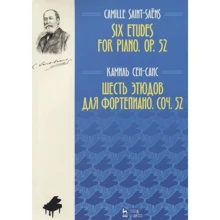 CAMILLE SAINT-SAËNS
SIX ETUDES
FOR PIANO. OP. 52
КАМИЛЬ СЕН-САНС
ШЕСТЬ ЭТЮДОВ
ДЛЯ ФОРТЕПИАНО. СОЧ. 52